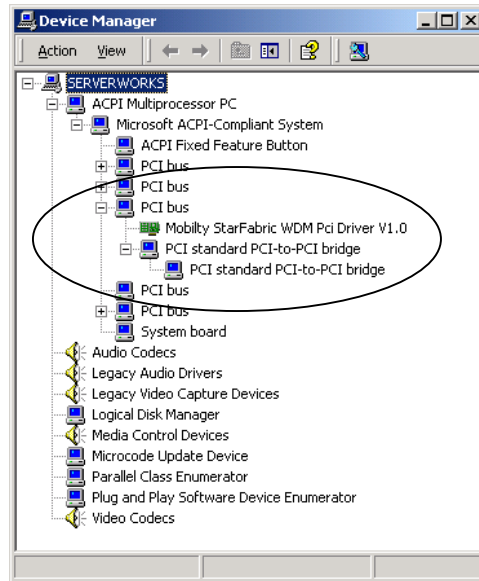 Device Manager
Action View
SERVERWORKS
ACPI Multiprocessor PC
Microsoft ACPI-Compliant System
ACPI Fixed Feature Button
PCI bus
PCI bus
PCI bus
Mobilty StarFabric WDM Pci Driver V1.0
PCI standard PCI-to-PCI bridge
PCI standard PCI-to-PCI bridge
PCI bus
PCI bus
System board
Audio Codecs
Legacy Audio Drivers
Legacy Video Capture Devices
Logical Disk Manager
Media Control Devices
Microcode Update Device
Parallel Class Enumerator
Plug and Play Software Device Enumerator
Video Codecs